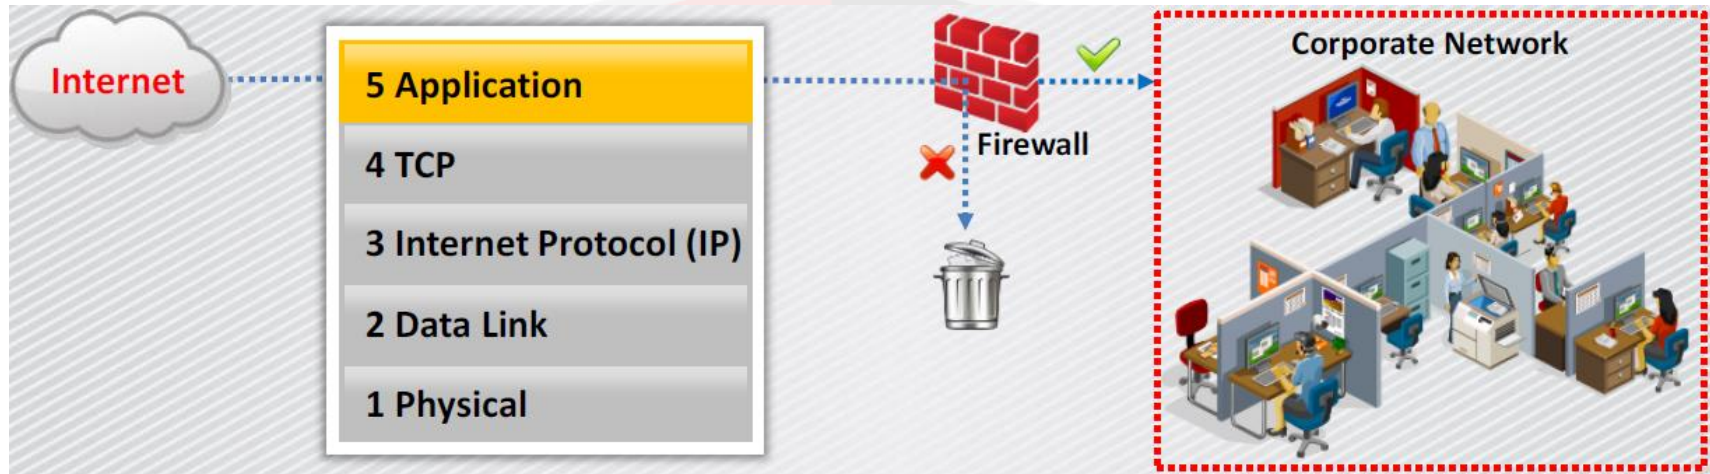 Internet
5 Application
4 TCP
3 Internet Protocol (IP)
2 Data Link
1 Physical
Firewall
Corporate Network